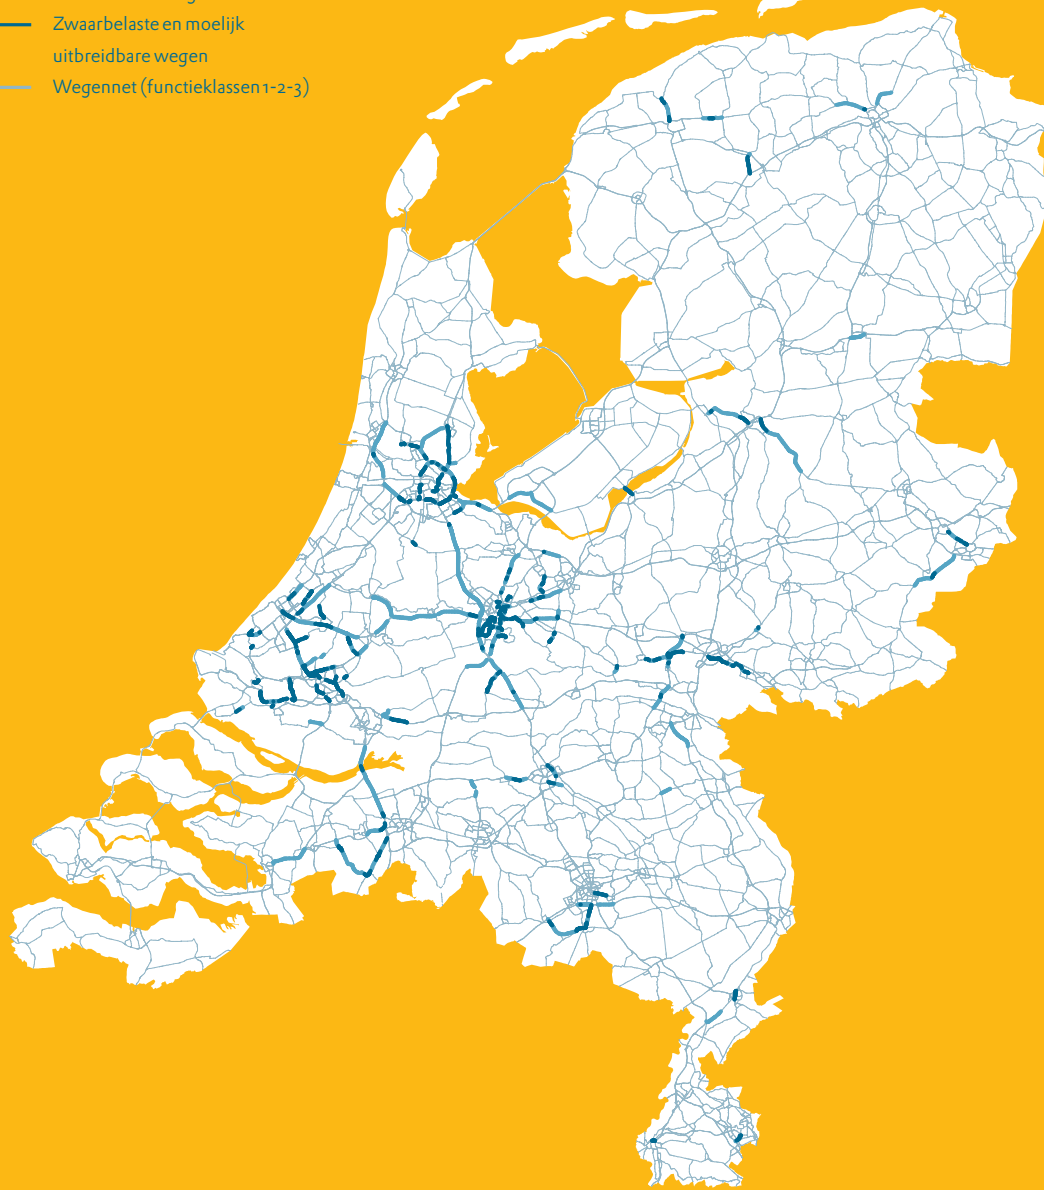 Zwaarbelaste en moelijk
uitbreidbare wegen
Wegennet (functieklassen 1-2-3)